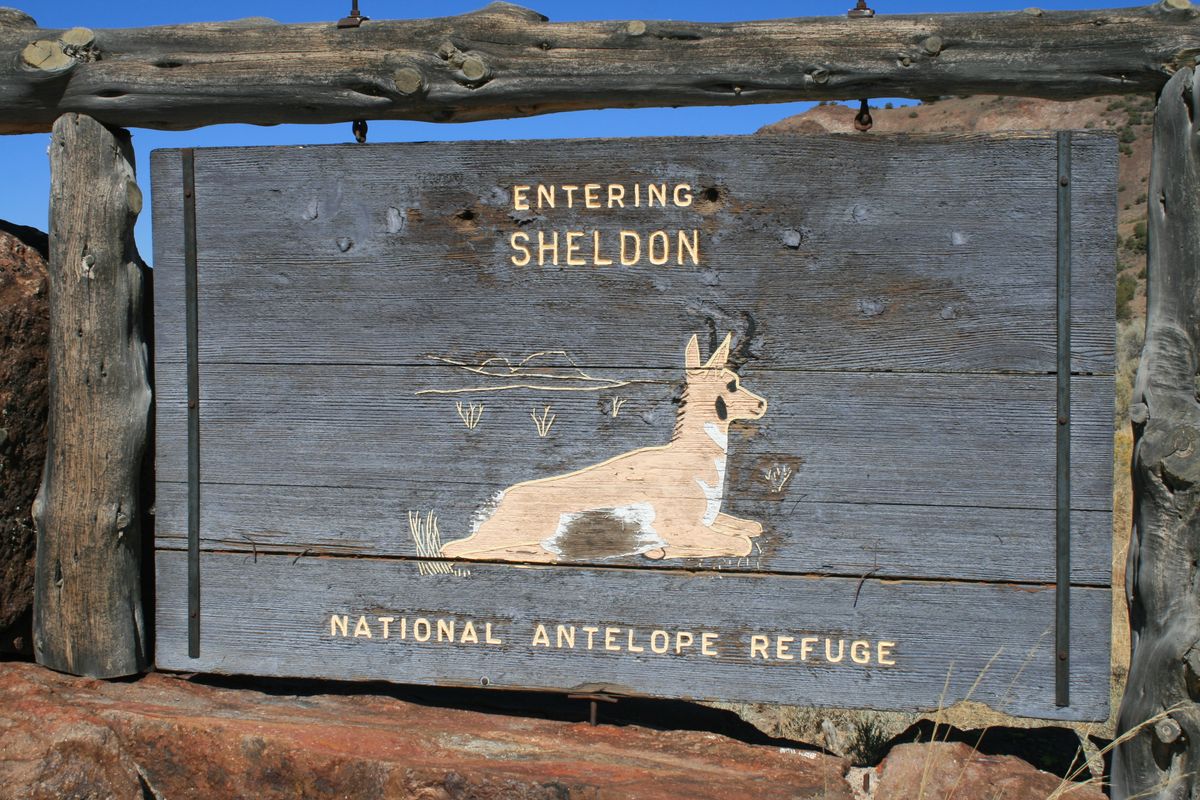 ENTERING
SHELDON
NATIONAL ANTELOPE REFUGE